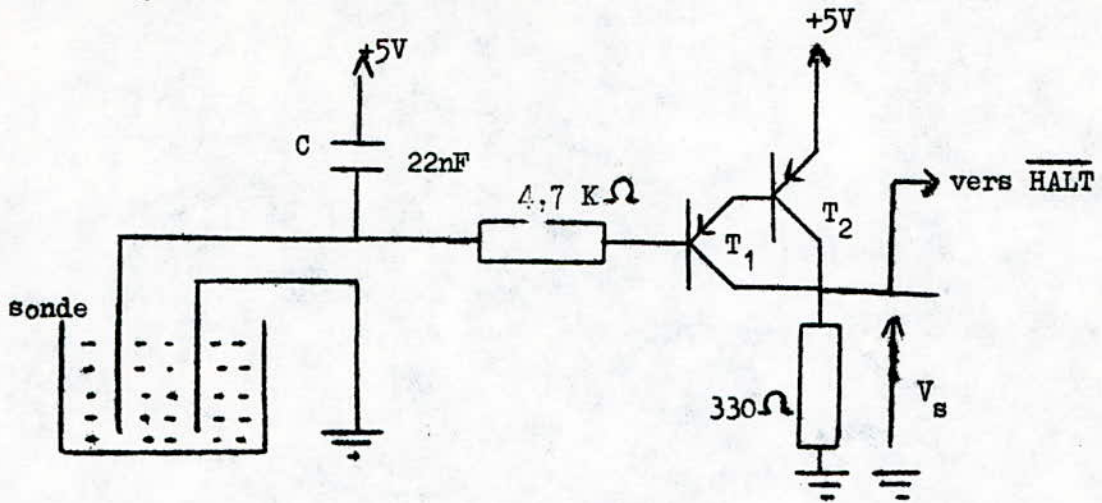 +5V
+5V
C
22nF
4,7 KΩ
T1
T2
vers HALT
sonde
330Ω
Vs